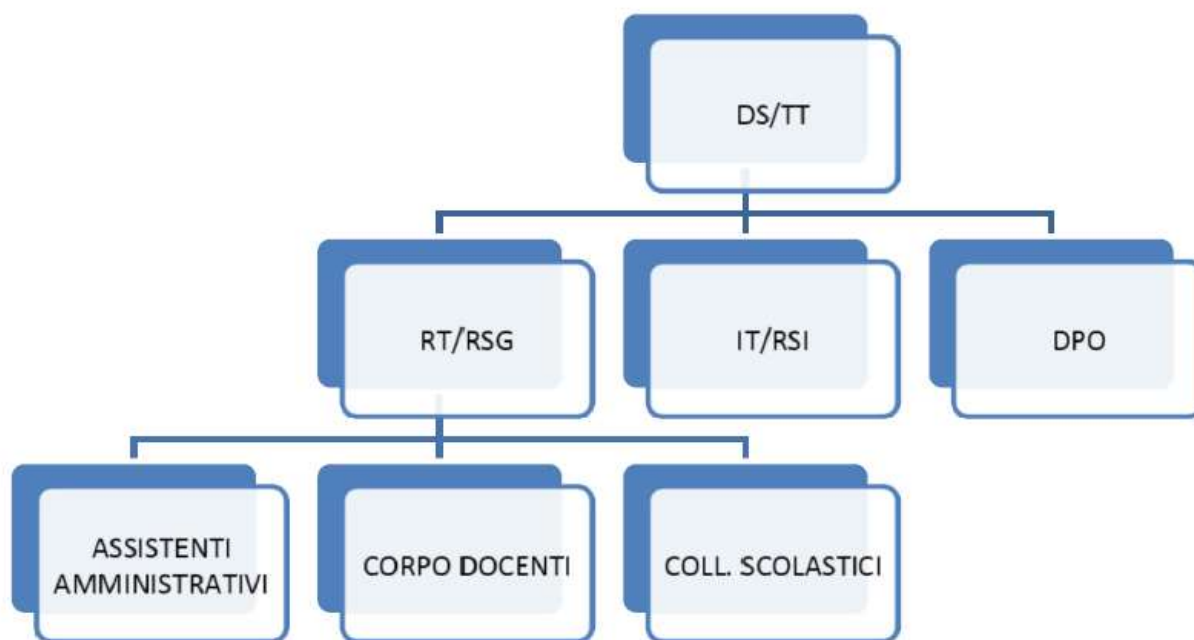 DS/TT
RT/RSG
IT/RSI
DPO
ASSISTENTI
AMMINISTRATIVI
CORPO DOCENTI
COLL. SCOLASTICI